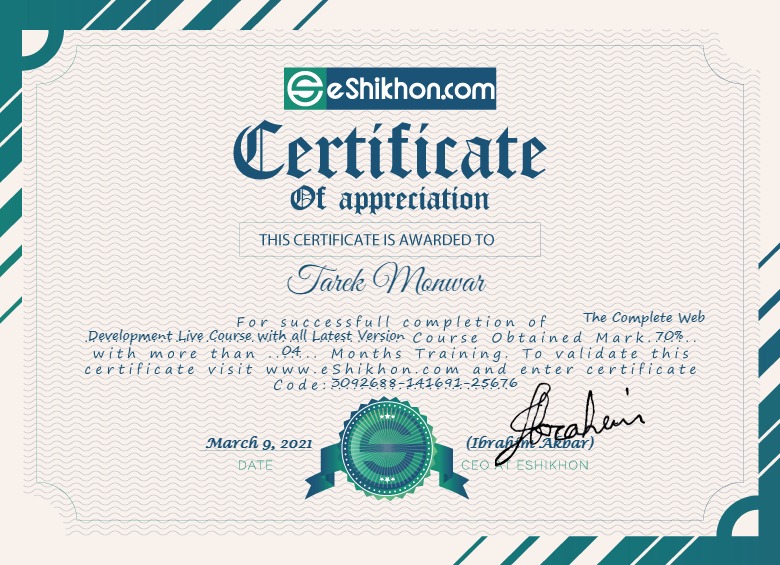 eShikhon.com
Certificate
Of appreciation
THIS CERTIFICATE IS AWARDED TO
Tarek Monwar
For successfull completion of The Complete Web
Development Live Course with all Latest Version Course Obtained Mark.70%..
with more than ..04... Months Training. To validate this
certificate visit www.eShikhon.com and enter certificate
Code:3092688-141691-25676
March 9, 2021 (Ibrahim Akbar)
DATE CEO AT ESHIKHON